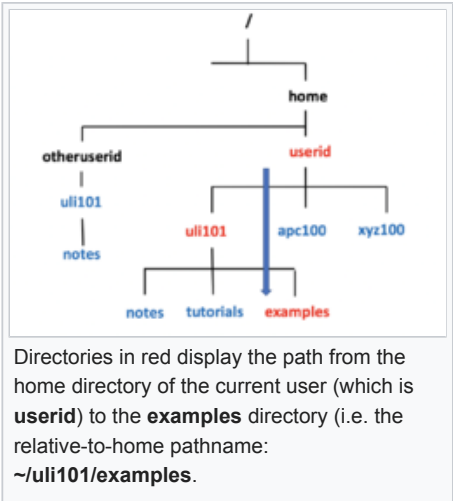 /
home
otheruserid
userid
uli101
uli101
apc100
xyz100
notes
notes
tutorials
examples
Directories in red display the path from the
home directory of the current user (which is
userid) to the examples directory (i.e. the
relative-to-home pathname:
~/uli101/examples.